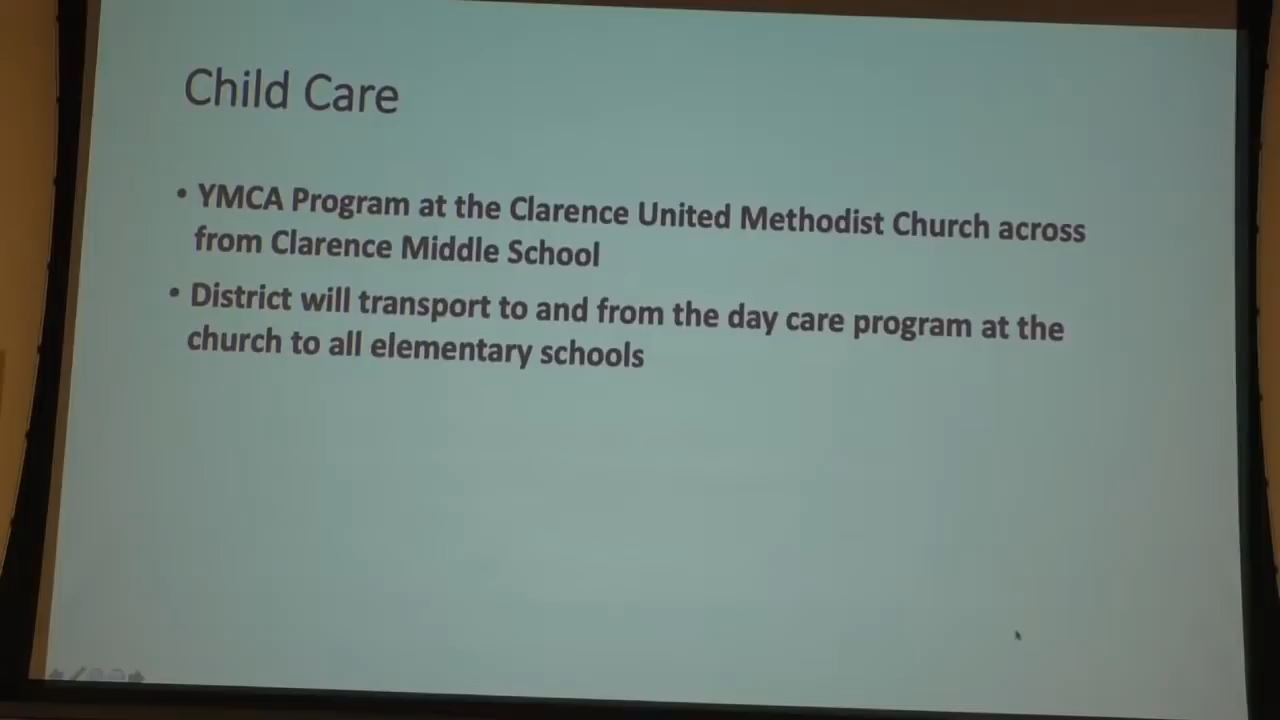 Child Care
• YMCA Program at the Clarence United Methodist Church across
from Clarence Middle School
• District will transport to and from the day care program at the
church to all elementary schools